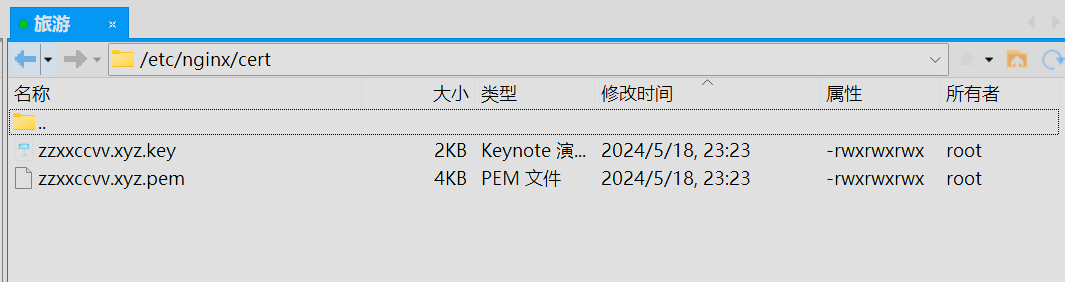 旅游
/etc/nginx/cert
名称 大小 类型 修改时间 属性 所有者
..
zzxxccvv.xyz.key 2KB Keynote 演... 2024/5/18, 23:23 -rwxrwxrwx root
zzxxccvv.xyz.pem 4KB PEM 文件 2024/5/18, 23:23 -rwxrwxrwx root